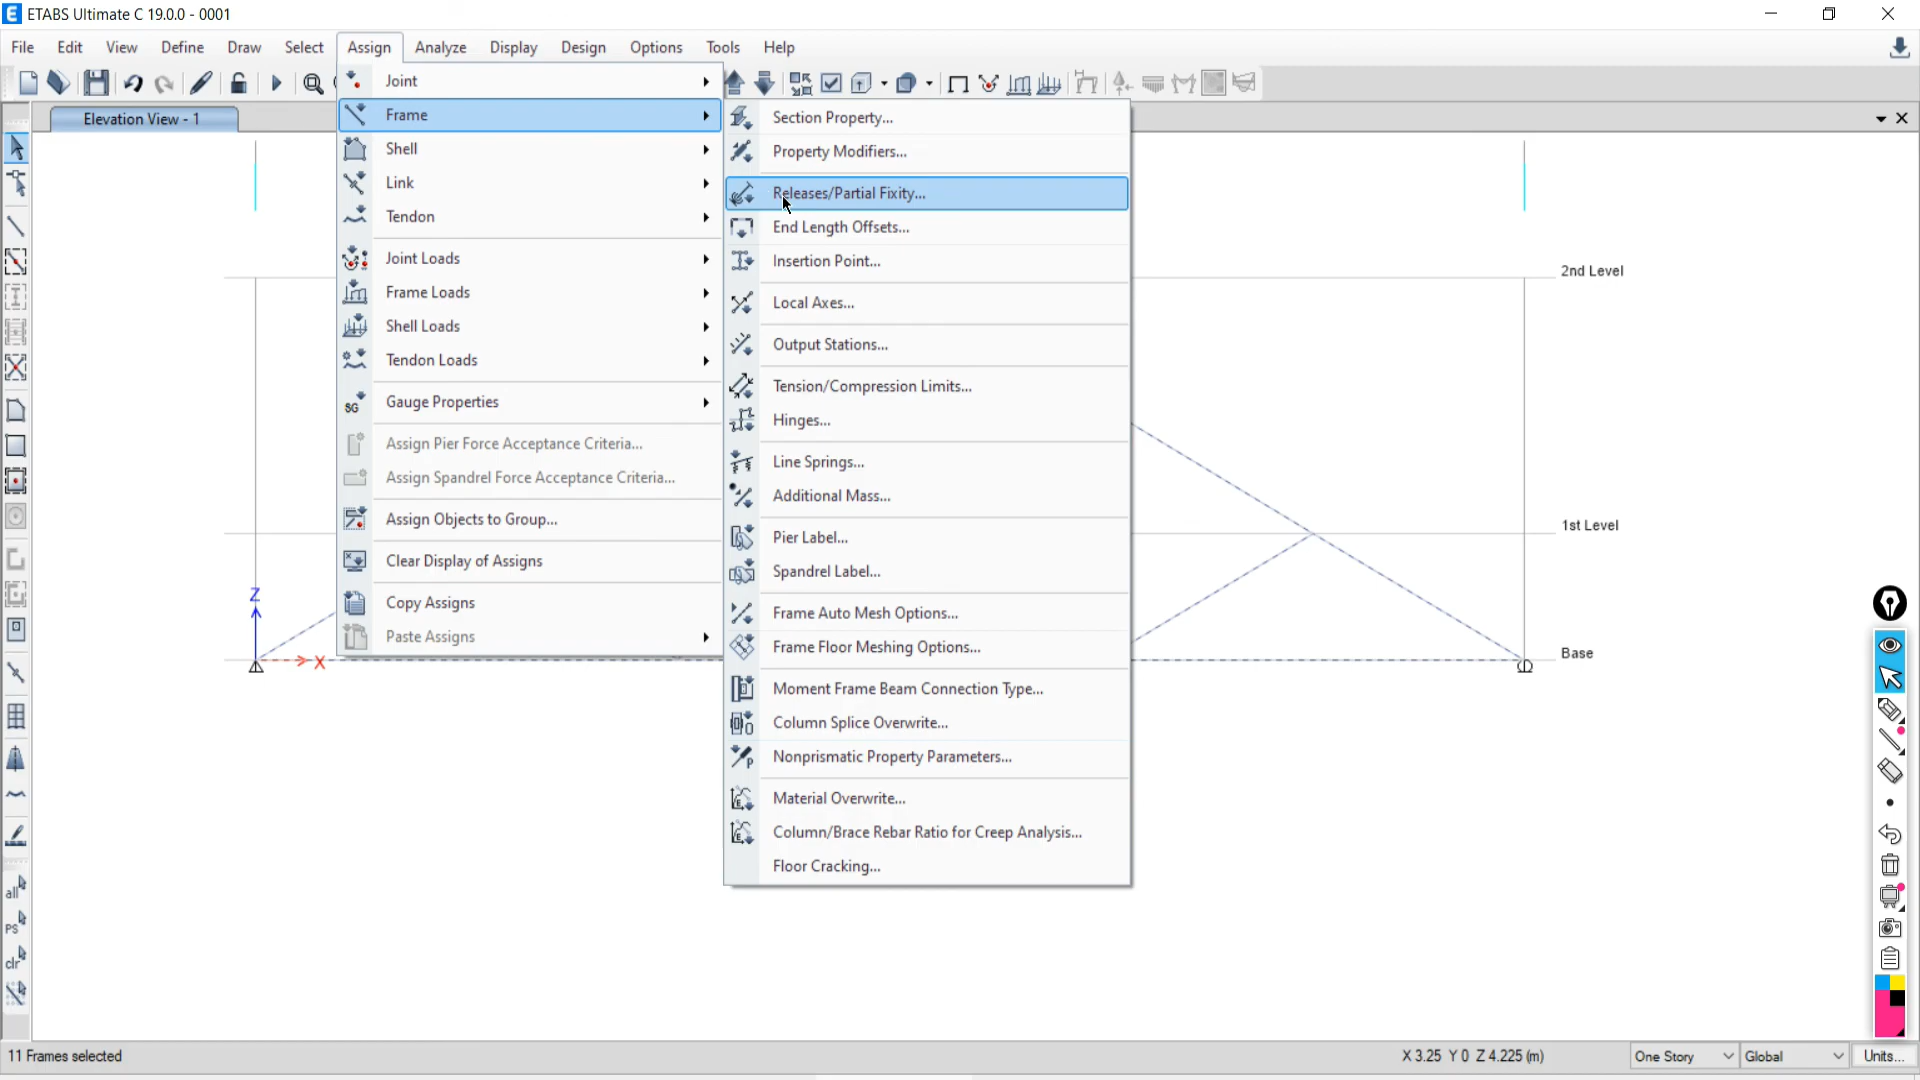 ETABS Ultimate C 19.0.0 - 0001
File Edit View Define Draw Select Assign Analyze Display Design Options Tools Help
Elevation View - 1
Joint
Frame
Shell
Link
Tendon
Joint Loads
Frame Loads
Shell Loads
Tendon Loads
Gauge Properties
Assign Pier Force Acceptance Criteria...
Assign Spandrel Force Acceptance Criteria...
Assign Objects to Group...
Clear Display of Assigns
Copy Assigns
Paste Assigns
SG
Section Property...
Property Modifiers...
Releases/Partial Fixity...
End Length Offsets...
Insertion Point...
Local Axes...
Output Stations...
Tension/Compression Limits...
Hinges...
Line Springs...
Additional Mass...
Pier Label...
Spandrel Label...
Frame Auto Mesh Options...
Frame Floor Meshing Options...
Moment Frame Beam Connection Type...
Column Splice Overwrite...
Nonprismatic Property Parameters...
Material Overwrite...
Column/Brace Rebar Ratio for Creep Analysis...
Floor Cracking...
2nd Level
1st Level
Base
Z
X
all
PS
clr
11 Frames selected
X 3.25 Y 0 Z 4.225 (m)
One Story
Global
Units...